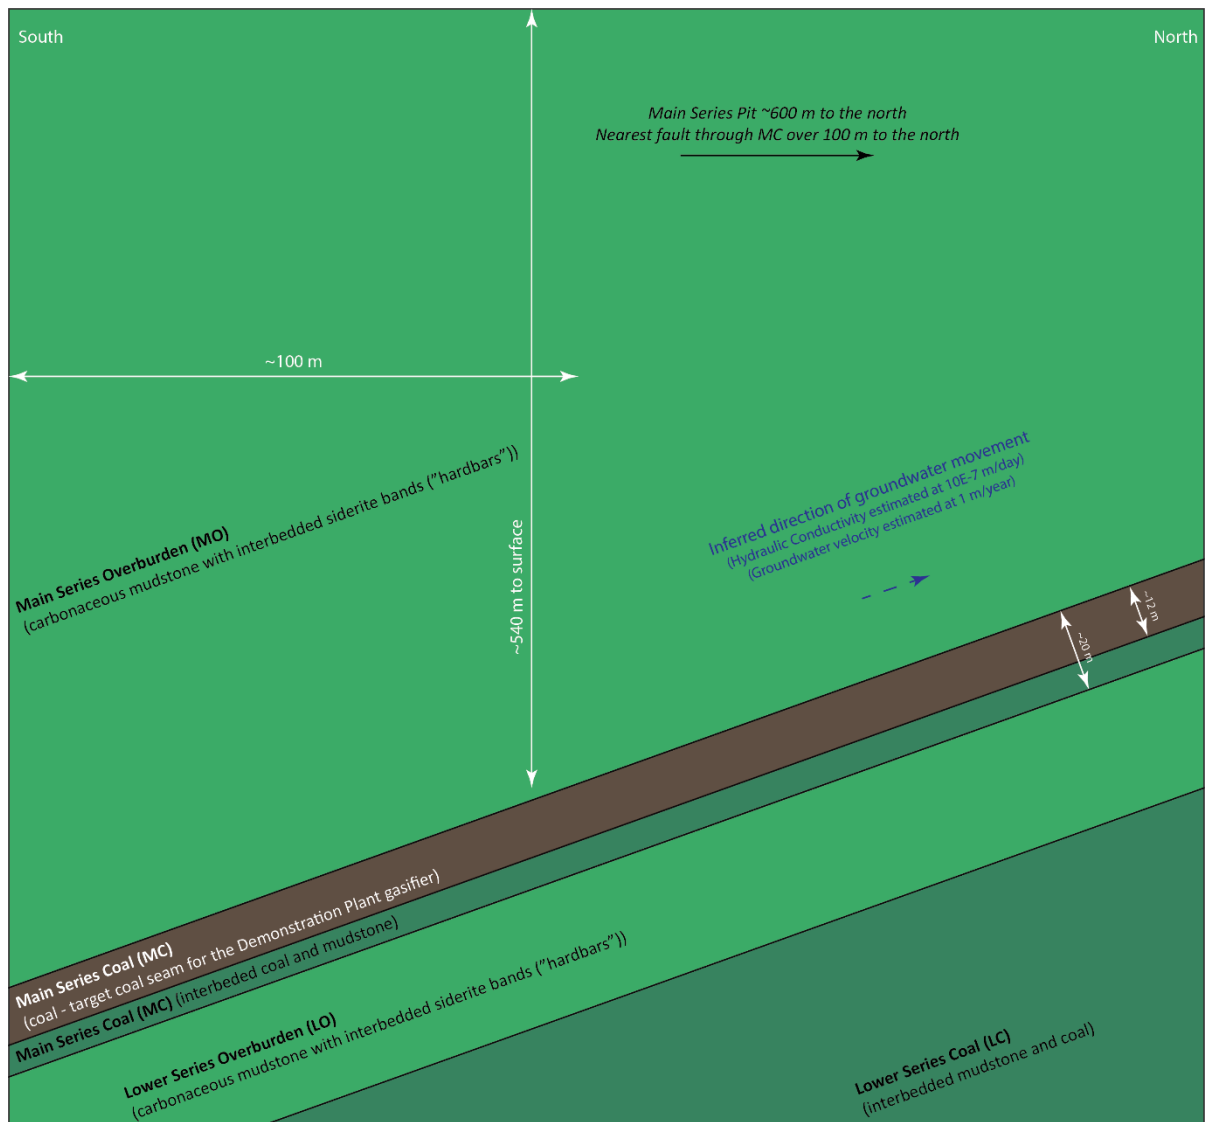 South
North
Main Series Pit ~600 m to the north
Nearest fault through MC over 100 m to the north
~100 m
Inferred direction of groundwater movement
(Hydraulic Conductivity estimated at 10E-7 m/day)
(Groundwater velocity estimated at 1 m/year)
Main Series Overburden (MO)
(carbonaceous mudstone with interbedded siderite bands ("hardbars"))
~540 m to surface
~12 m
~20 m
Main Series Coal (MC)
(coal - target coal seam for the Demonstration Plant gasifier)
Main Series Coal (MC) (interbeded coal and mudstone)
Lower Series Overburden (LO)
(carbonaceous mudstone with interbedded siderite bands ("hardbars"))
Lower Series Coal (LC)
(interbedded mudstone and coal)